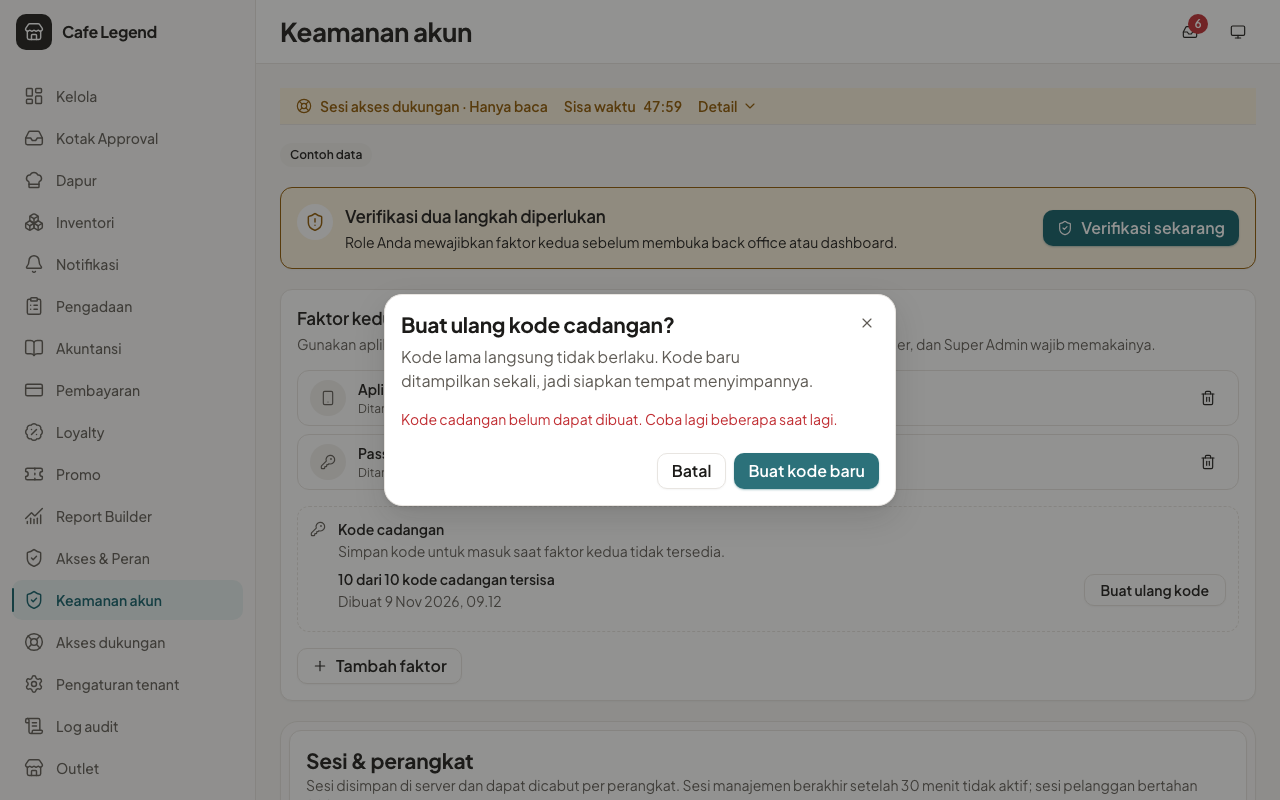 Cafe Legend
Kelola
Kotak Approval
Dapur
Inventori
Notifikasi
Pengadaan
Akuntansi
Pembayaran
Loyalty
Promo
Report Builder
Akses & Peran
Keamanan akun
Akses dukungan
Pengaturan tenant
Log audit
Outlet
Keamanan akun
6
Sesi akses dukungan · Hanya baca Sisa waktu 47:59 Detail
Contoh data
Verifikasi dua langkah diperlukan
Role Anda mewajibkan faktor kedua sebelum membuka back office atau dashboard.
Verifikasi sekarang
Faktor
Gunakan
dan Super Admin wajib memakainya.
Buat ulang kode cadangan?
Kode lama langsung tidak berlaku. Kode baru
ditampilkan sekali, jadi siapkan tempat menyimpannya.
Kode cadangan belum dapat dibuat. Coba lagi beberapa saat lagi.
Batal
Buat kode baru
Kode cadangan
Simpan kode untuk masuk saat faktor kedua tidak tersedia.
10 dari 10 kode cadangan tersisa
Dibuat 9 Nov 2026, 09.12
Buat ulang kode
Tambah faktor
Sesi & perangkat
Sesi disimpan di server dan dapat dicabut per perangkat. Sesi manajemen berakhir setelah 30 menit tidak aktif; sesi pelanggan bertahan